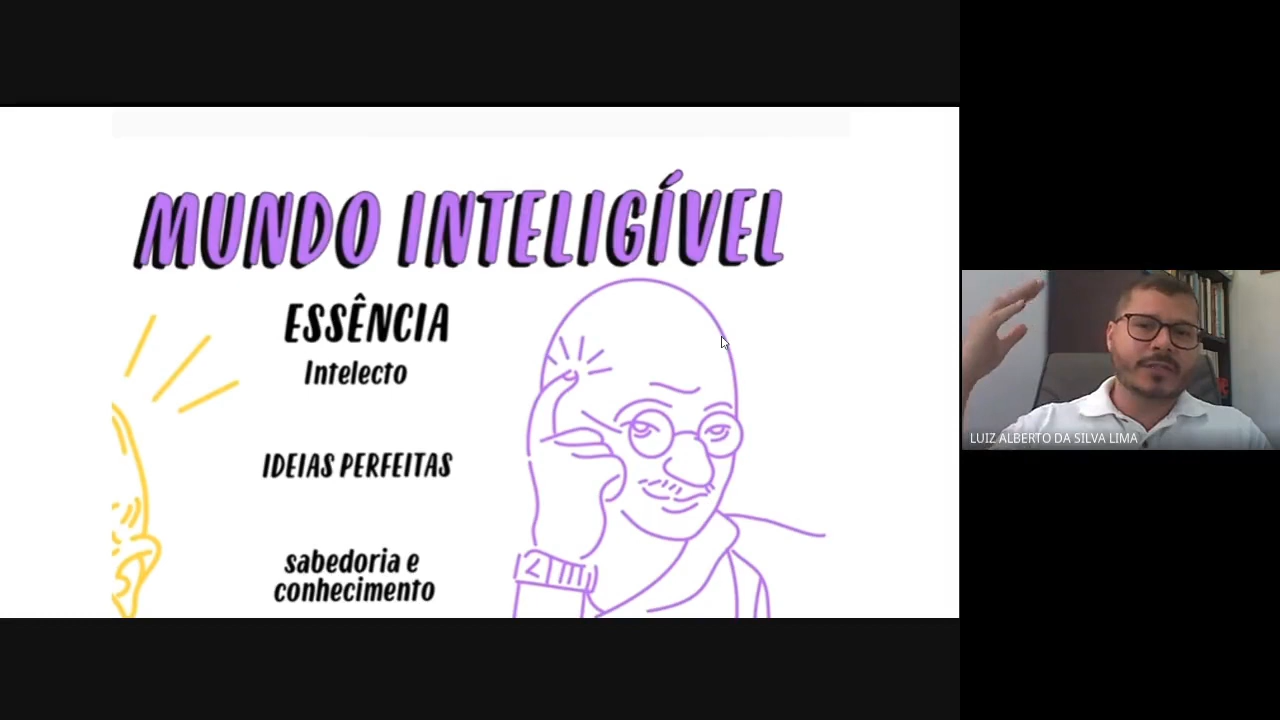 MUNDO INTELIGÍVEL
ESSÊNCIA
Intelecto
IDEIAS PERFEITAS
sabedoria e
conhecimento
LUIZ ALBERTO DA SILVA LIMA